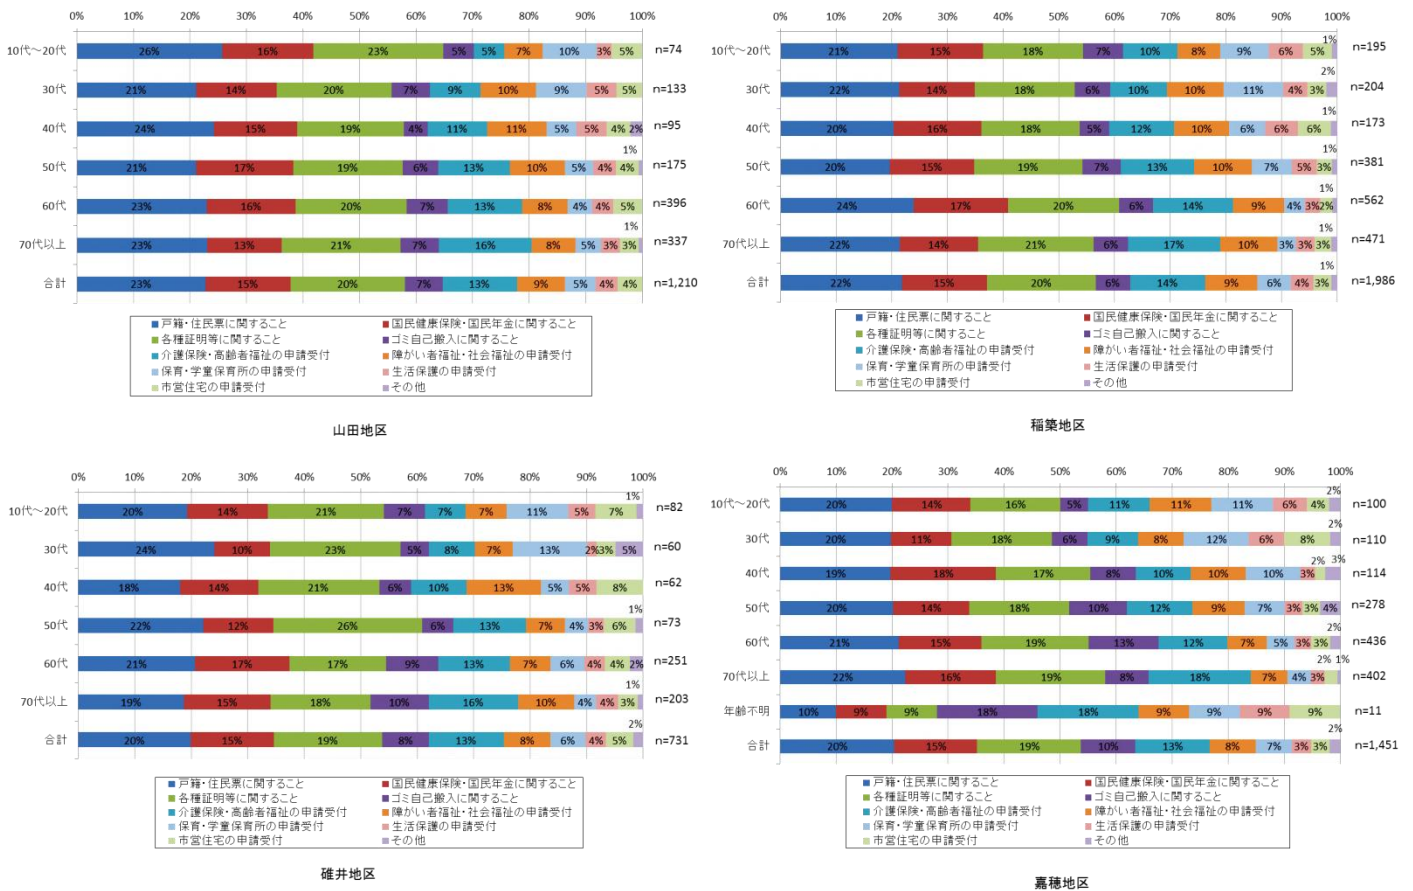 0% 10% 20% 30% 40% 50% 60% 70% 80% 90% 100%
10代～20代 26% 16% 23% 5% 5% 7% 10% 3% 5% n=74
30代 21% 14% 20% 7% 9% 10% 9% 5% 5% n=133
40代 24% 15% 19% 4% 11% 11% 5% 5% 4% 2% n=95
1%
50代 21% 17% 19% 6% 13% 10% 5% 4% 4% n=175
60代 23% 16% 20% 7% 13% 8% 4% 4% 5% n=396
1%
70代以上 23% 13% 21% 7% 16% 8% 5% 3% 3% n=337
合計 23% 15% 20% 7% 13% 9% 5% 4% 4% n=1,210
戸籍・住民票に関すること 国民健康保険・国民年金に関すること
各種証明等に関すること ゴミ自己搬入に関すること
介護保険・高齢者福祉の申請受付 障がい者福祉・社会福祉の申請受付
保育・学童保育所の申請受付 生活保護の申請受付
市営住宅の申請受付 その他
山田地区
0% 10% 20% 30% 40% 50% 60% 70% 80% 90% 100%
1%
10代～20代 21% 15% 18% 7% 10% 8% 9% 6% 5% n=195
2%
30代 22% 14% 18% 6% 10% 10% 11% 4% 3% n=204
1%
40代 20% 16% 18% 5% 12% 10% 6% 6% 6% n=173
1%
50代 20% 15% 19% 7% 13% 10% 7% 5% 3% n=381
1%
60代 24% 17% 20% 6% 14% 9% 4% 3% 2% n=562
1%
70代以上 22% 14% 21% 6% 17% 10% 3% 3% 3% n=471
1%
合計 22% 15% 20% 6% 14% 9% 6% 4% 3% n=1,986
戸籍・住民票に関すること 国民健康保険・国民年金に関すること
各種証明等に関すること ゴミ自己搬入に関すること
介護保険・高齢者福祉の申請受付 障がい者福祉・社会福祉の申請受付
保育・学童保育所の申請受付 生活保護の申請受付
市営住宅の申請受付 その他
稲築地区
0% 10% 20% 30% 40% 50% 60% 70% 80% 90% 100%
1%
10代～20代 20% 14% 21% 7% 7% 7% 11% 5% 7% n=82
30代 24% 10% 23% 5% 8% 7% 13% 2% 3% 5% n=60
40代 18% 14% 21% 6% 10% 13% 5% 5% 8% n=62
1%
50代 22% 12% 26% 6% 13% 7% 4% 3% 6% n=73
60代 21% 17% 17% 9% 13% 7% 6% 4% 4% 2% n=251
1%
70代以上 19% 15% 18% 10% 16% 10% 4% 4% 3% n=203
2%
合計 20% 15% 19% 8% 13% 8% 6% 4% 5% n=731
戸籍・住民票に関すること 国民健康保険・国民年金に関すること
各種証明等に関すること ゴミ自己搬入に関すること
介護保険・高齢者福祉の申請受付 障がい者福祉・社会福祉の申請受付
保育・学童保育所の申請受付 生活保護の申請受付
市営住宅の申請受付 その他
碓井地区
0% 10% 20% 30% 40% 50% 60% 70% 80% 90% 100%
2%
10代～20代 20% 14% 16% 5% 11% 11% 11% 6% 4% n=100
2%
30代 20% 11% 18% 6% 9% 8% 12% 6% 8% n=110
2% 3%
40代 19% 18% 17% 8% 10% 10% 10% 3% n=114
50代 20% 14% 18% 10% 12% 9% 7% 3% 3% 4% n=278
2%
60代 21% 15% 19% 13% 12% 7% 5% 3% 3% n=436
2% 1%
70代以上 22% 16% 19% 8% 18% 7% 4% 3% n=402
年齢不明 10% 9% 9% 18% 18% 9% 9% 9% 9% n=11
2%
合計 20% 15% 19% 10% 13% 8% 7% 3% 3% n=1,451
戸籍・住民票に関すること 国民健康保険・国民年金に関すること
各種証明等に関すること ゴミ自己搬入に関すること
介護保険・高齢者福祉の申請受付 障がい者福祉・社会福祉の申請受付
保育・学童保育所の申請受付 生活保護の申請受付
市営住宅の申請受付 その他
嘉穂地区